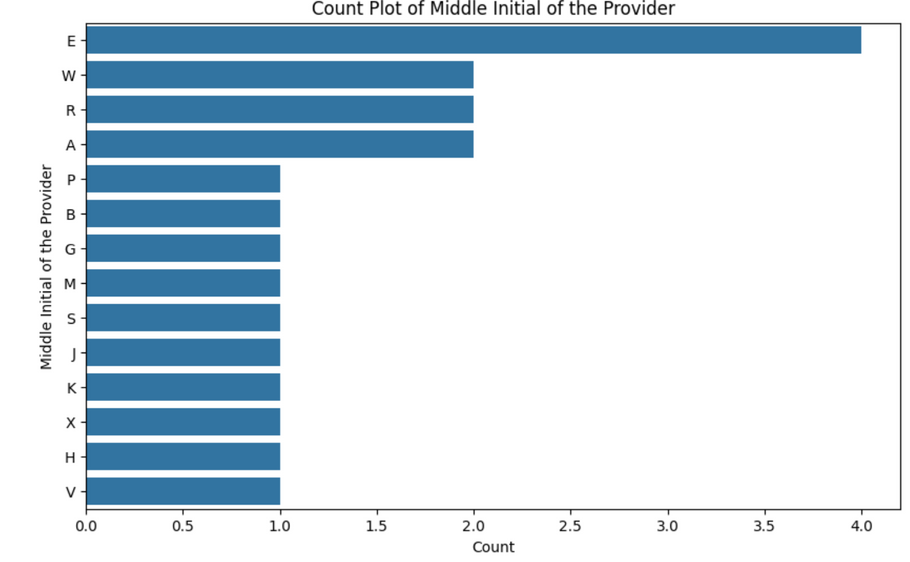 Count Plot of Middle Initial of the Provider
Middle Initial of the Provider
E
W
R
A
P
B
G
M
S
J
K
X
H
V
0.0 0.5 1.0 1.5 2.0 2.5 3.0 3.5 4.0
Count